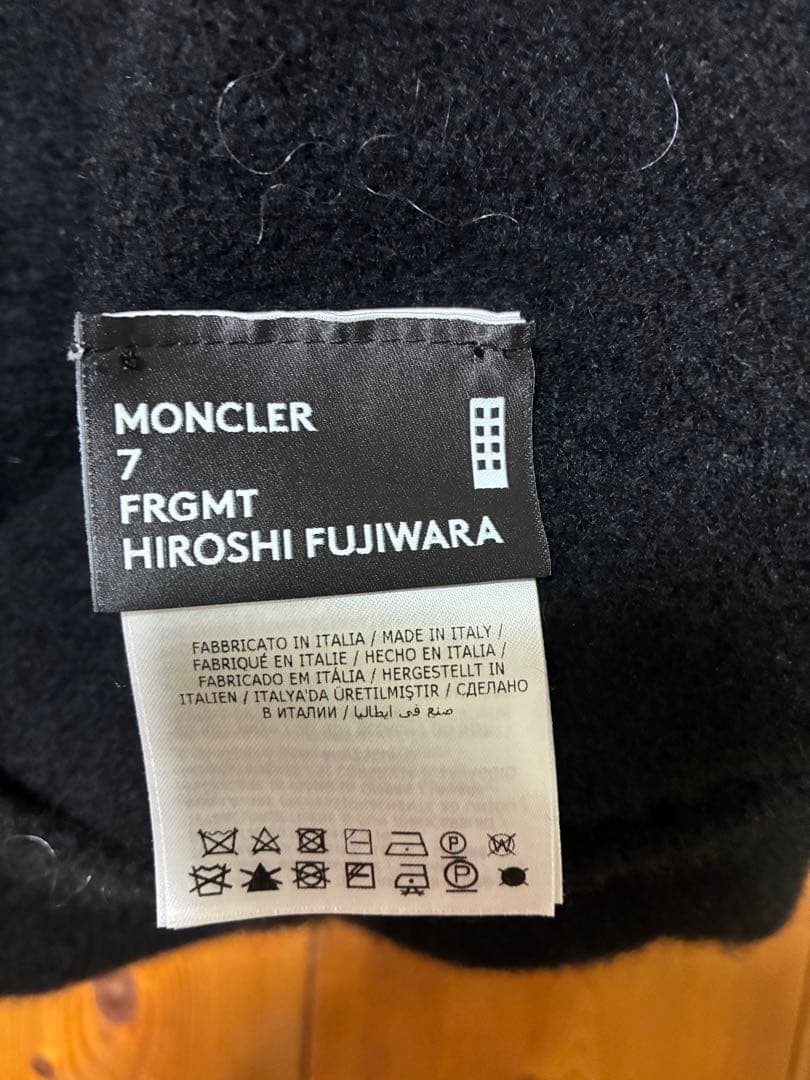 MONCLER
7
FRGMT
HIROSHI FUJIWARA
FABBRICATO IN ITALIA / MADE IN ITALY /
FABRIQUÉ EN ITALIE / HECHO EN ITALIA /
FABRICADO EM ITÁLIA / HERGESTELLT IN
ITALIEN / ITALYA'DA ÜRETILMIŞTIR / СДЕЛАНО
В ИТАЛИИ / صنع في ايطاليا
P W
P